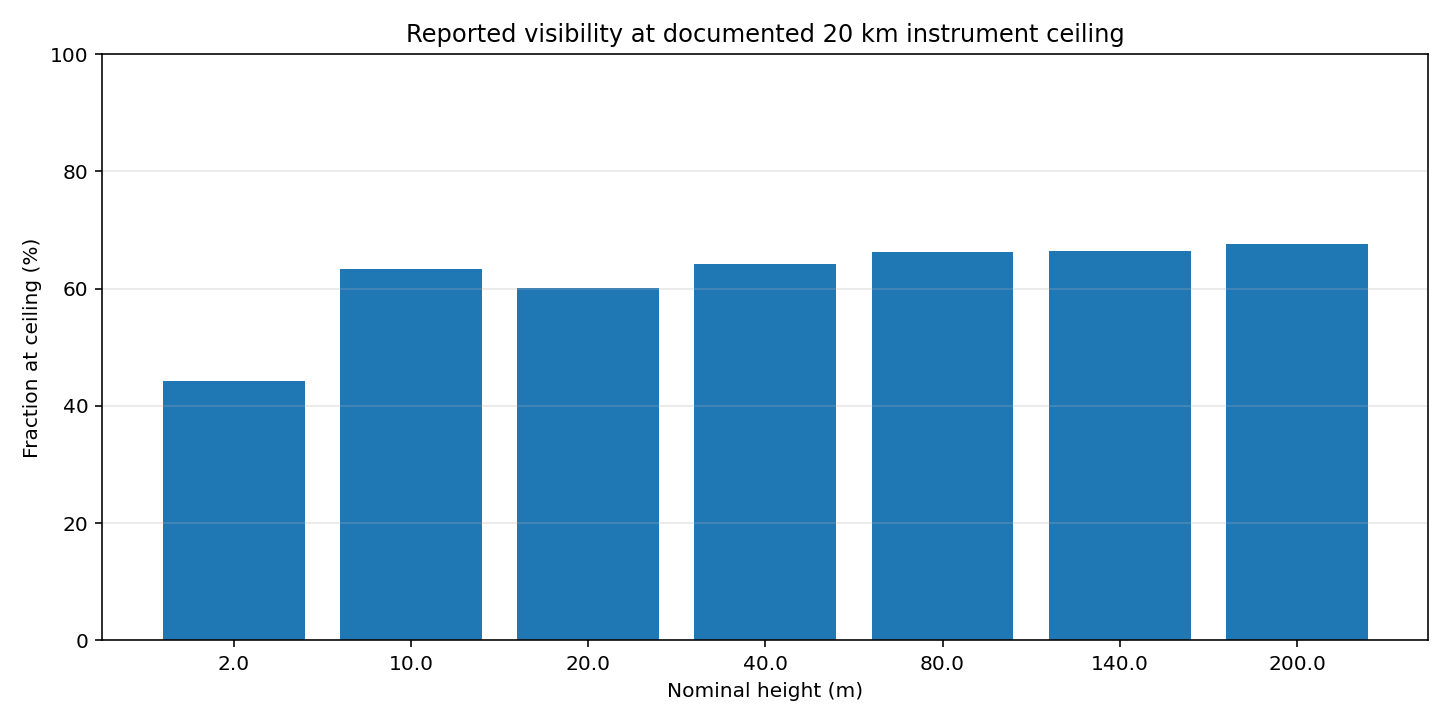 Reported visibility at documented 20 km instrument ceiling
100
80
60
40
20
0
Fraction at ceiling (%)
2.0 10.0 20.0 40.0 80.0 140.0 200.0
Nominal height (m)